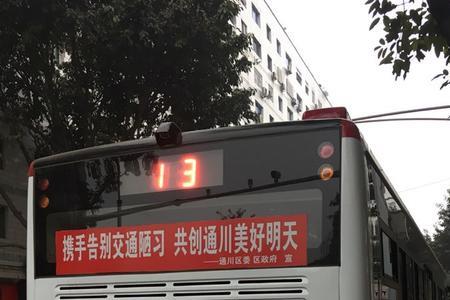 13
携手告别交通陋习 共创通川美好明天
——通川区委 区政府 宣